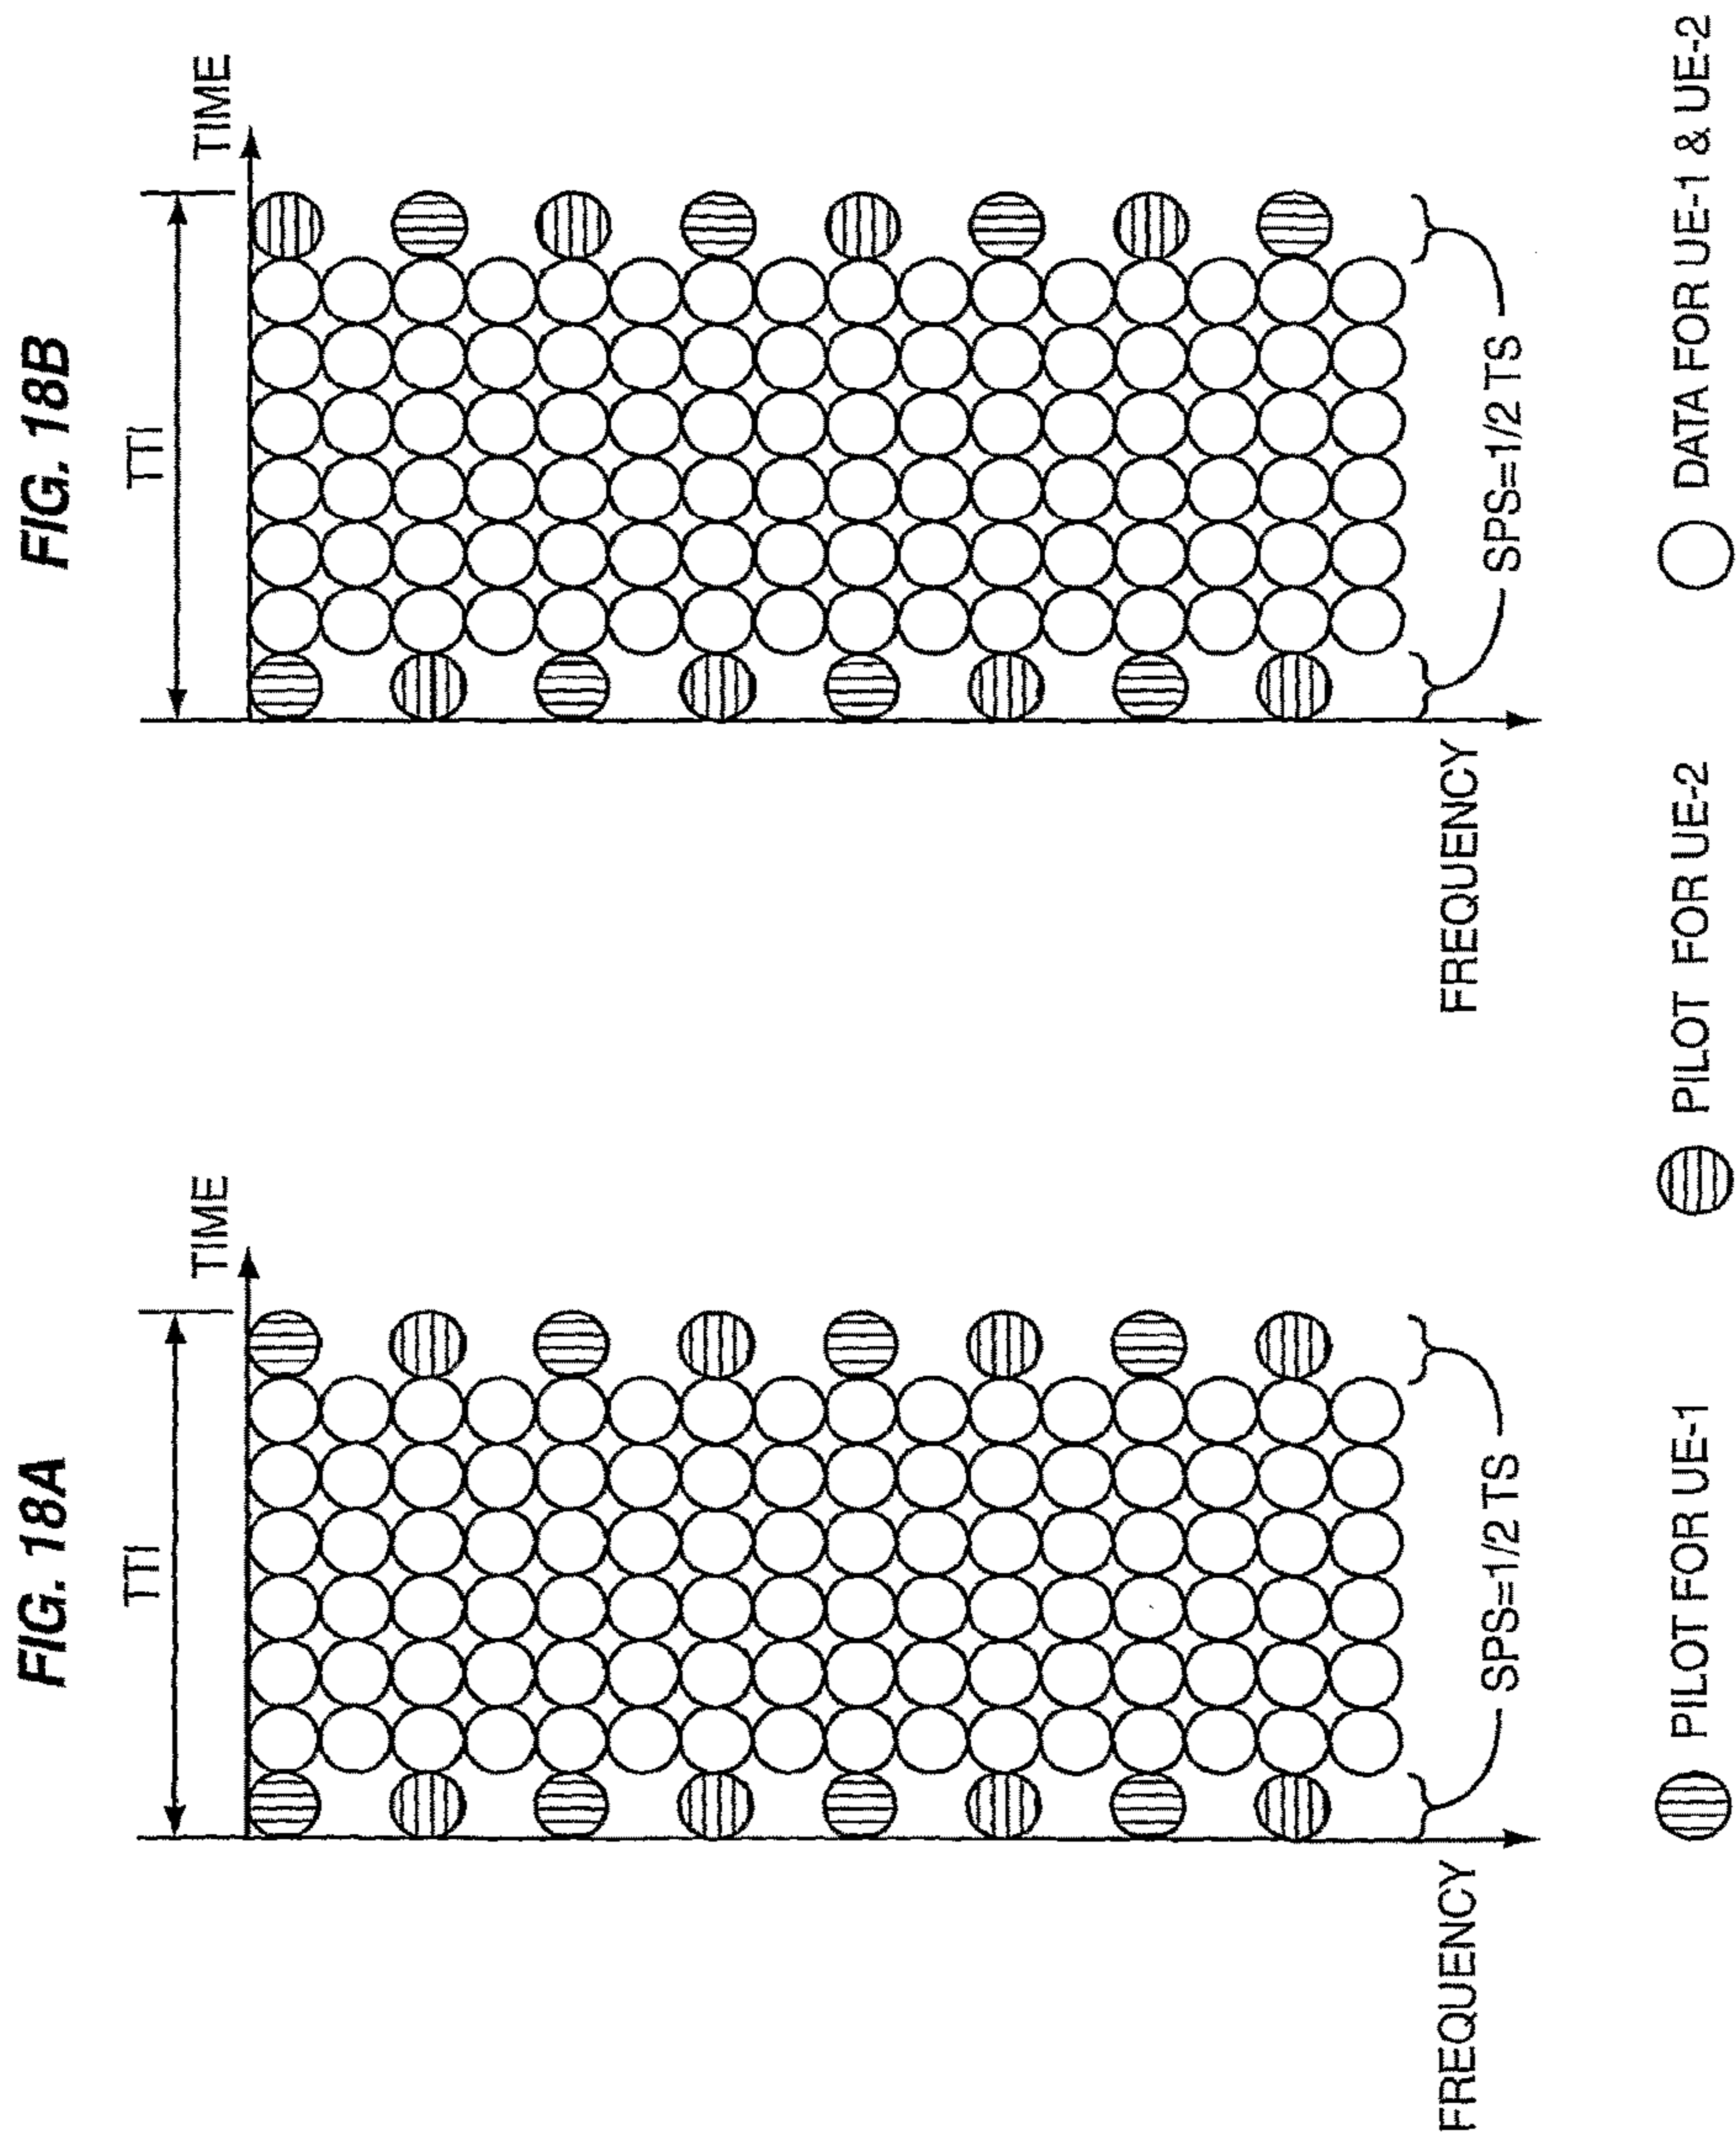 FIG. 18A
TTI
TIME
FREQUENCY
SPS=1/2 TS
FIG. 18B
TTI
TIME
FREQUENCY
SPS=1/2 TS
PILOT FOR UE-1
PILOT FOR UE-2
DATA FOR UE-1 & UE-2